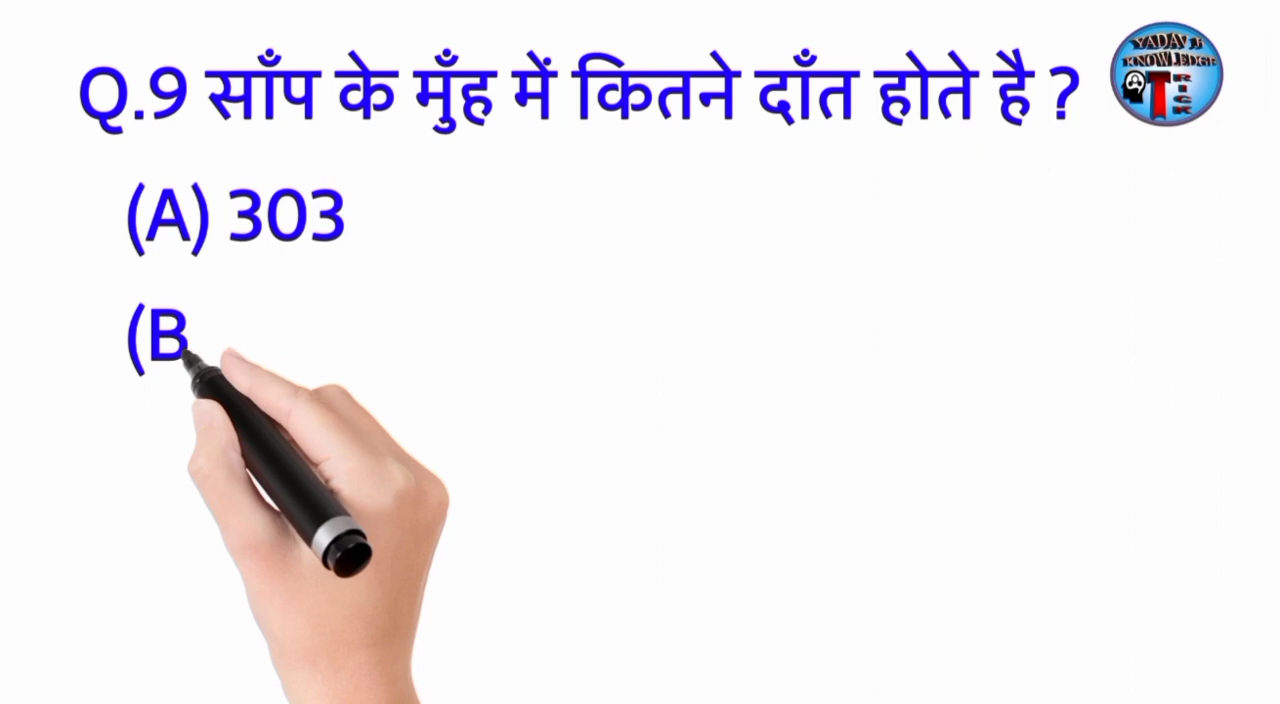 Q.9 साँप के मुँह में कितने दाँत होते है ?
YADAV JI
KNOWLEDGE
TRICK
(A) 303
(B